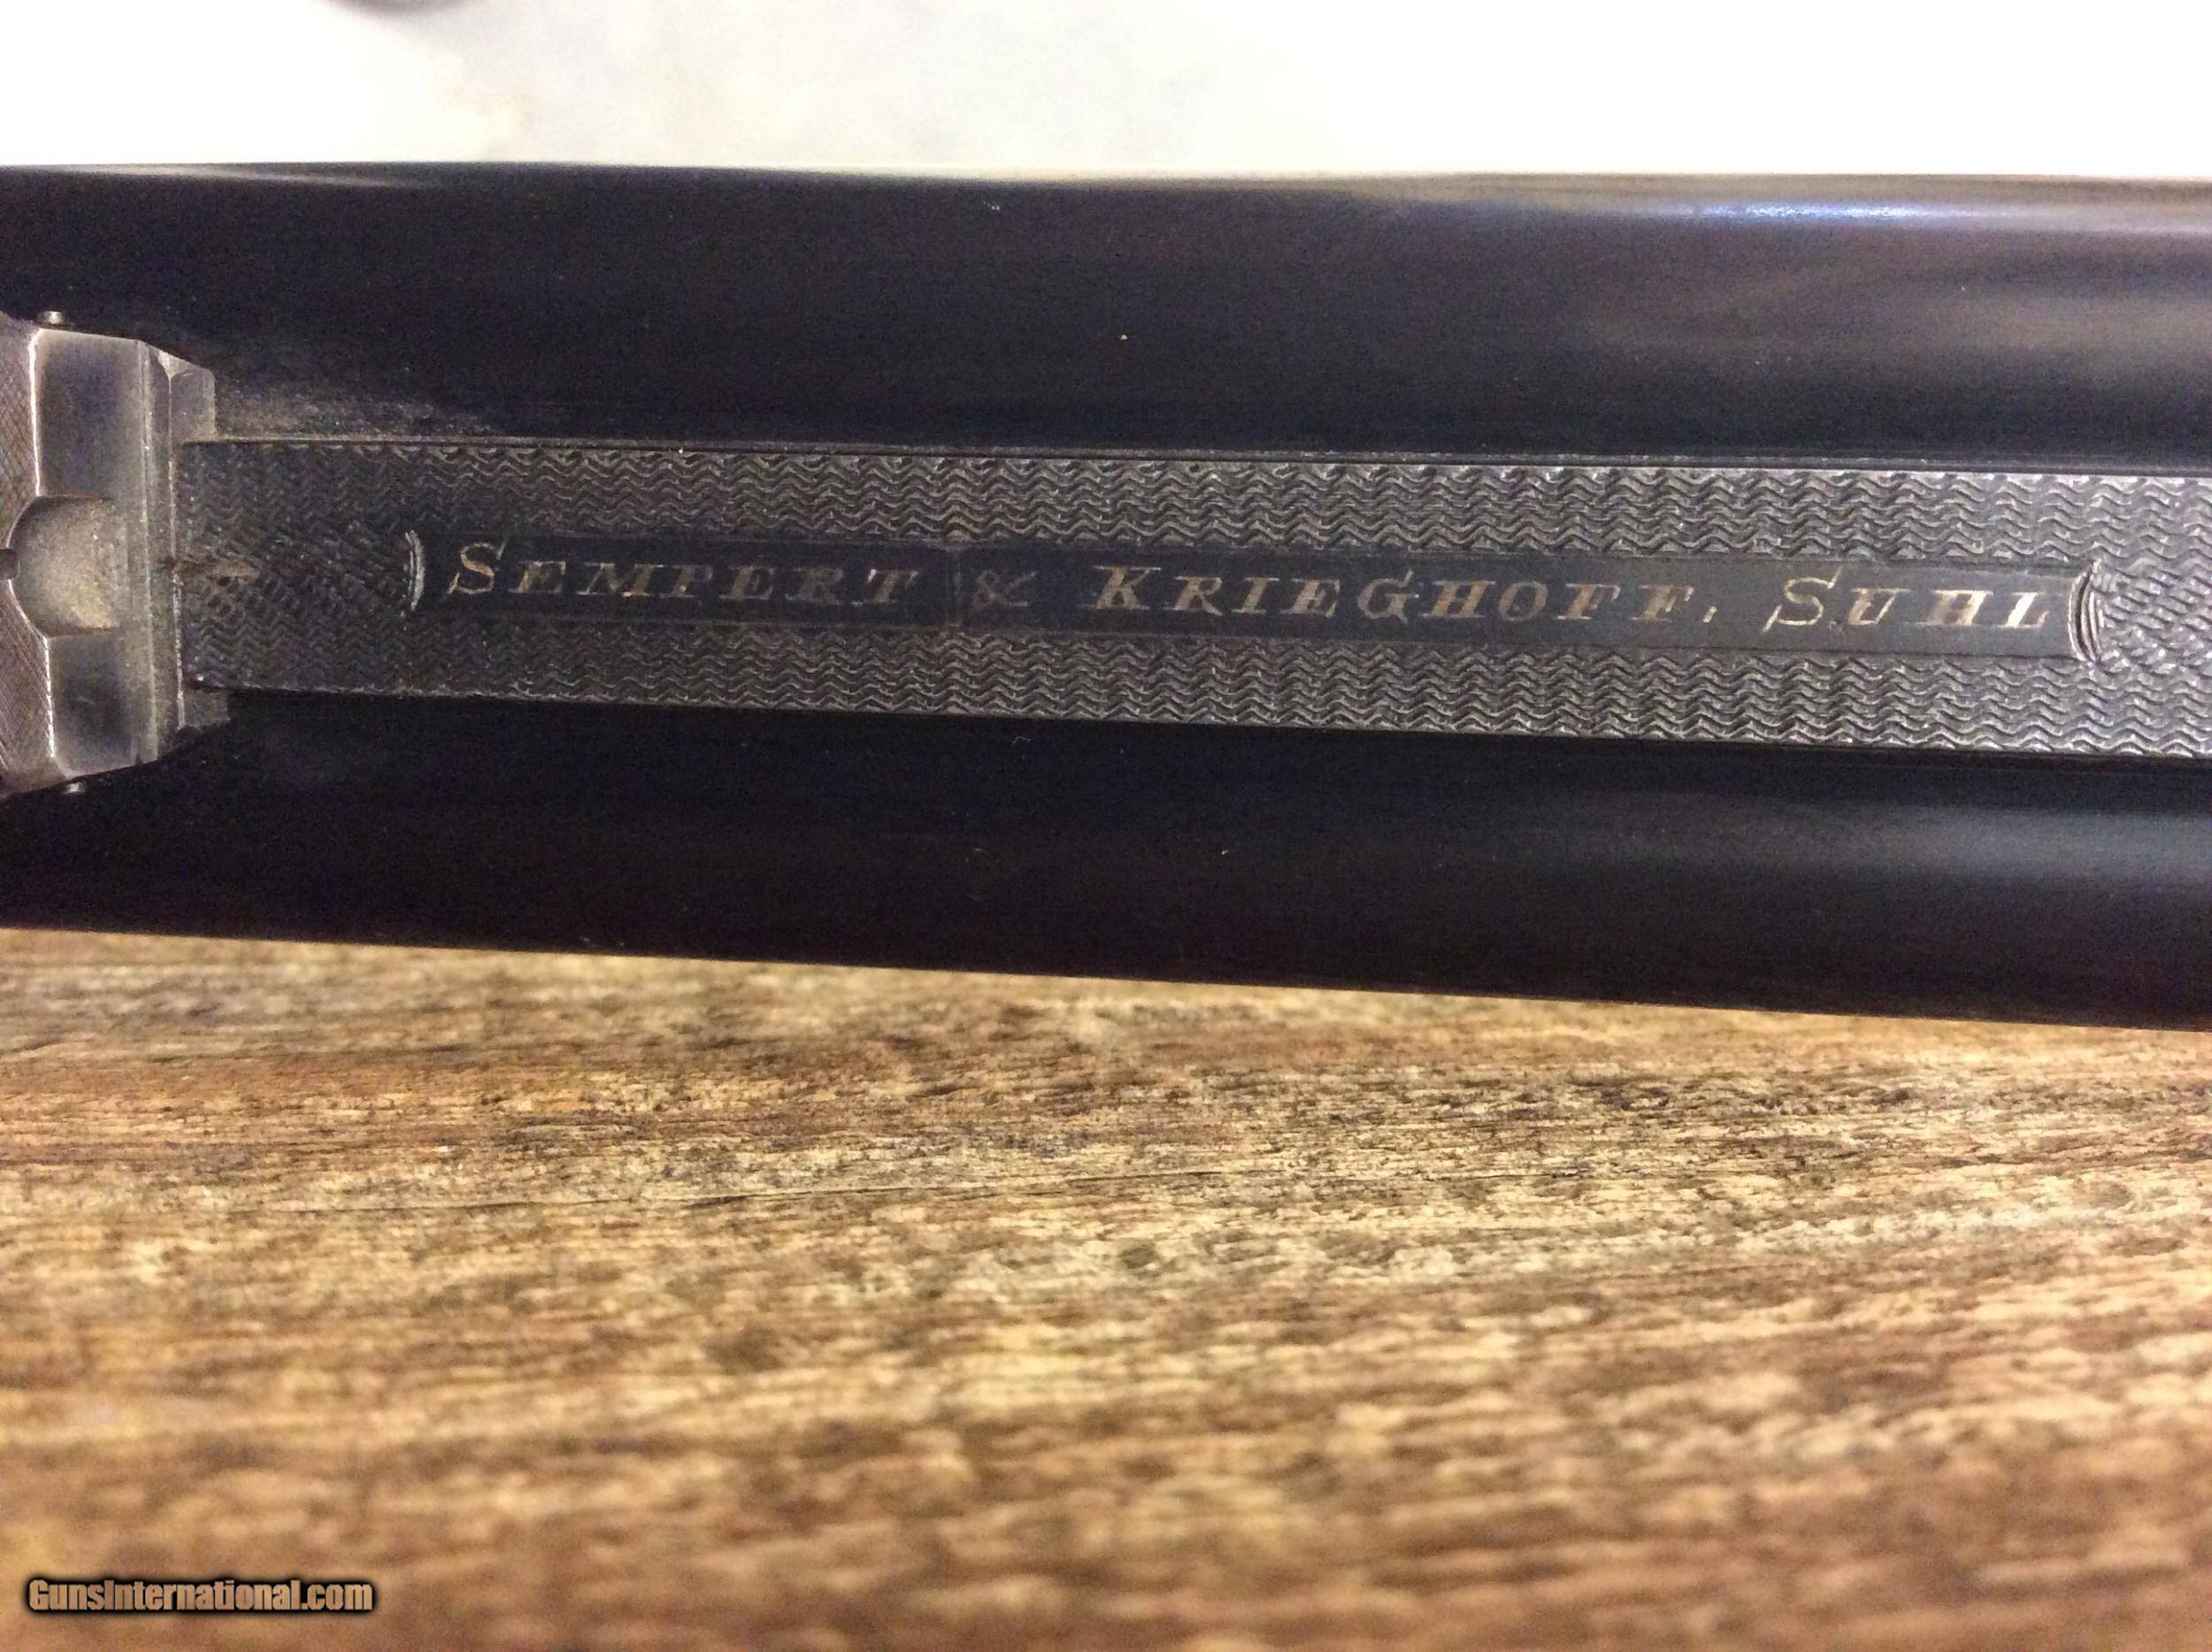 SEMPERT & KRIEGHOFF, SUHL
GunsInternational.com